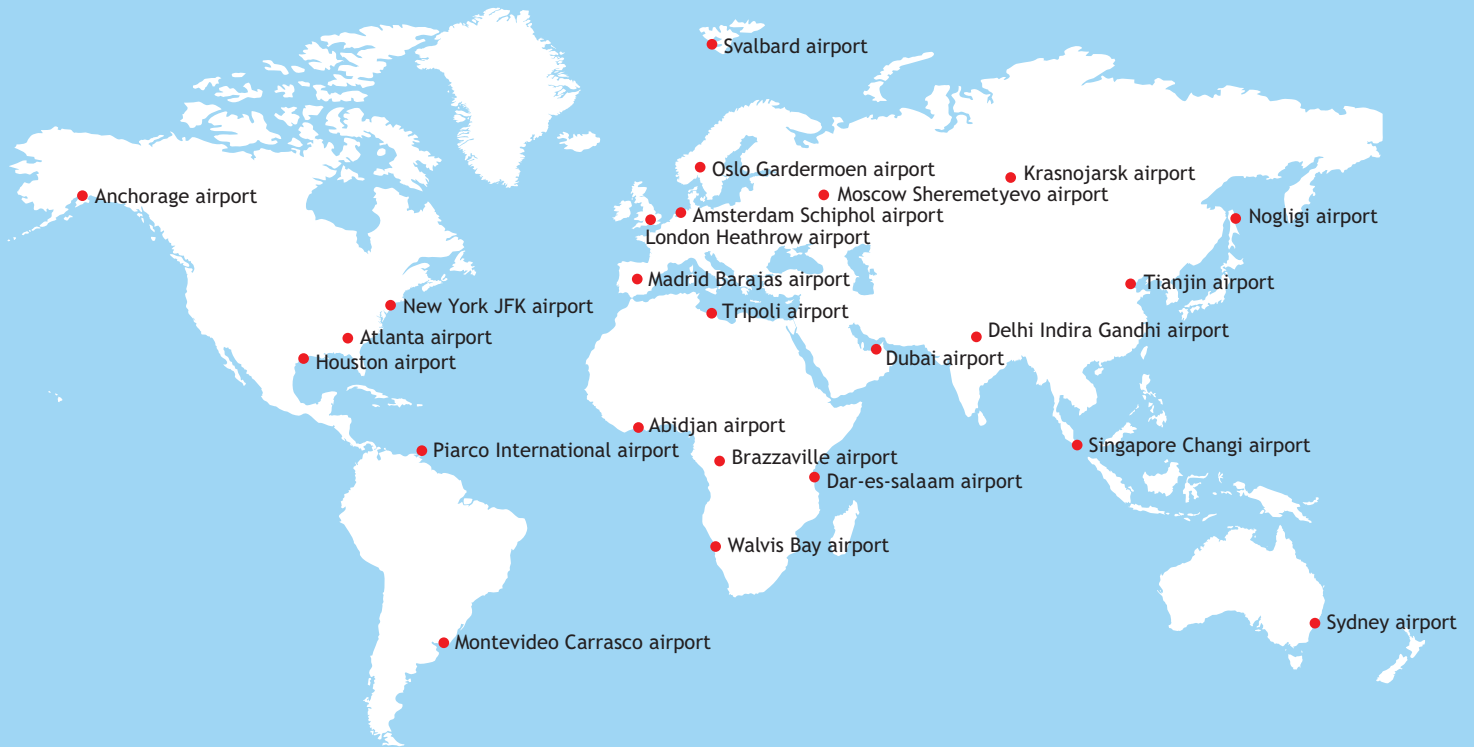 Svalbard airport
Oslo Gardermoen airport
Krasnojarsk airport
Anchorage airport
Moscow Sheremetyevo airport
Amsterdam Schiphol airport
Nogligi airport
London Heathrow airport
Madrid Barajas airport
Tianjin airport
New York JFK airport
Tripoli airport
Delhi Indira Gandhi airport
Atlanta airport
Dubai airport
Houston airport
Abidjan airport
Singapore Changi airport
Piarco International airport
Brazzaville airport
Dar-es-salaam airport
Walvis Bay airport
Sydney airport
Montevideo Carrasco airport